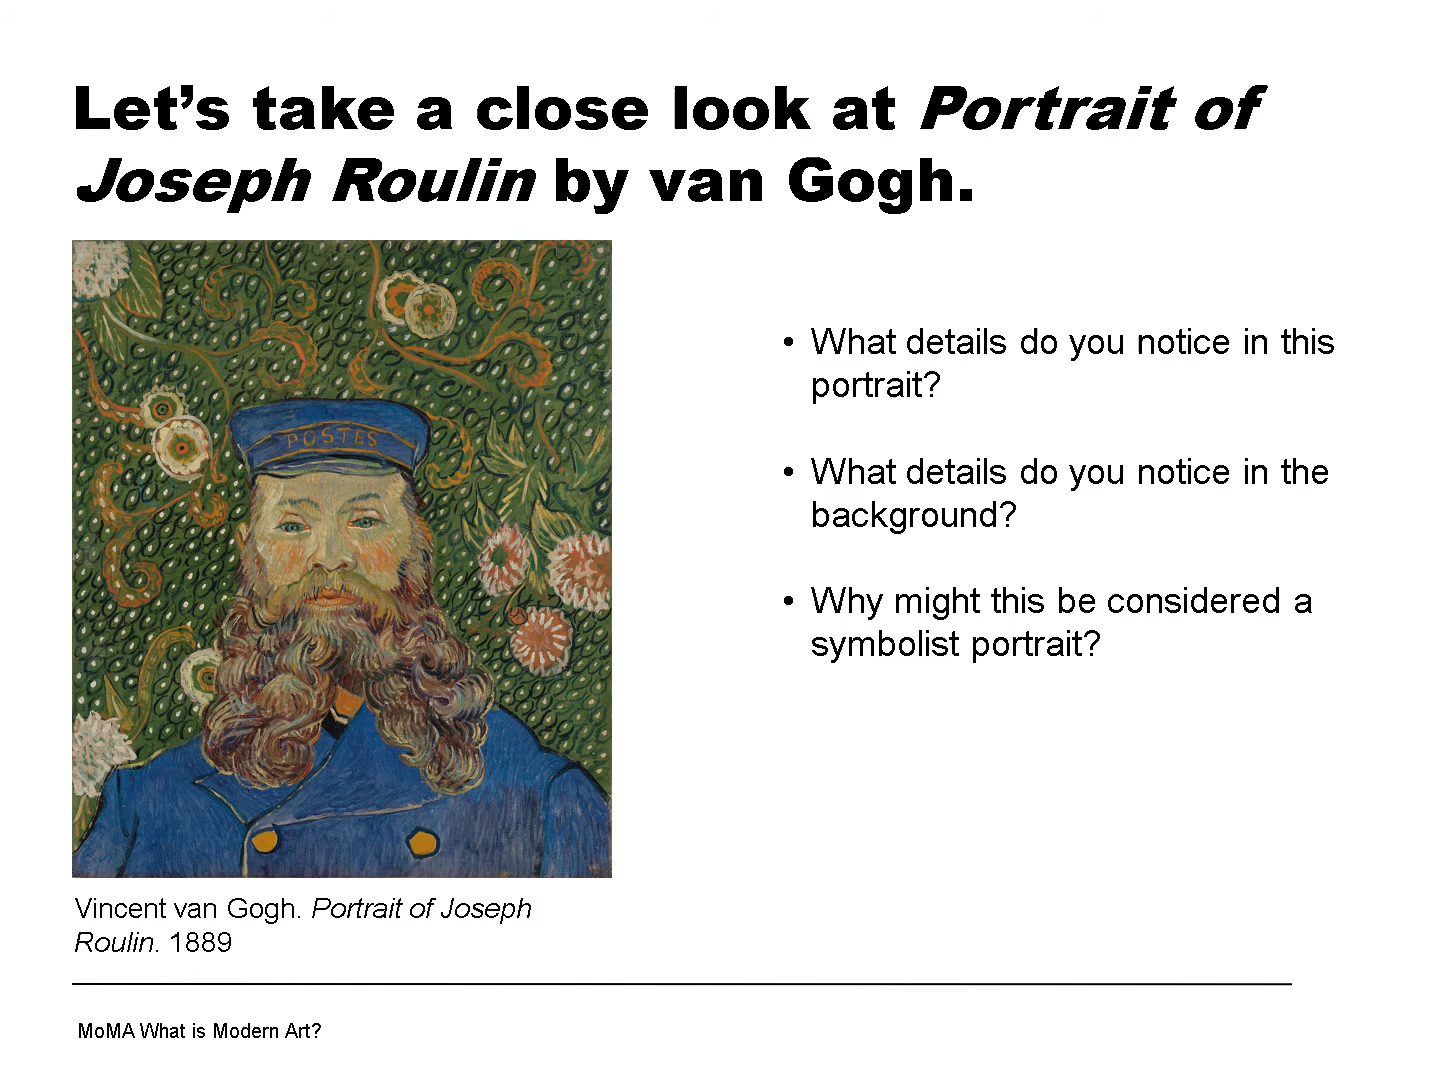 Let’s take a close look at Portrait of
Joseph Roulin by van Gogh.
POSTES
• What details do you notice in this
portrait?
• What details do you notice in the
background?
• Why might this be considered a
symbolist portrait?
Vincent van Gogh. Portrait of Joseph
Roulin. 1889
MoMA What is Modern Art?